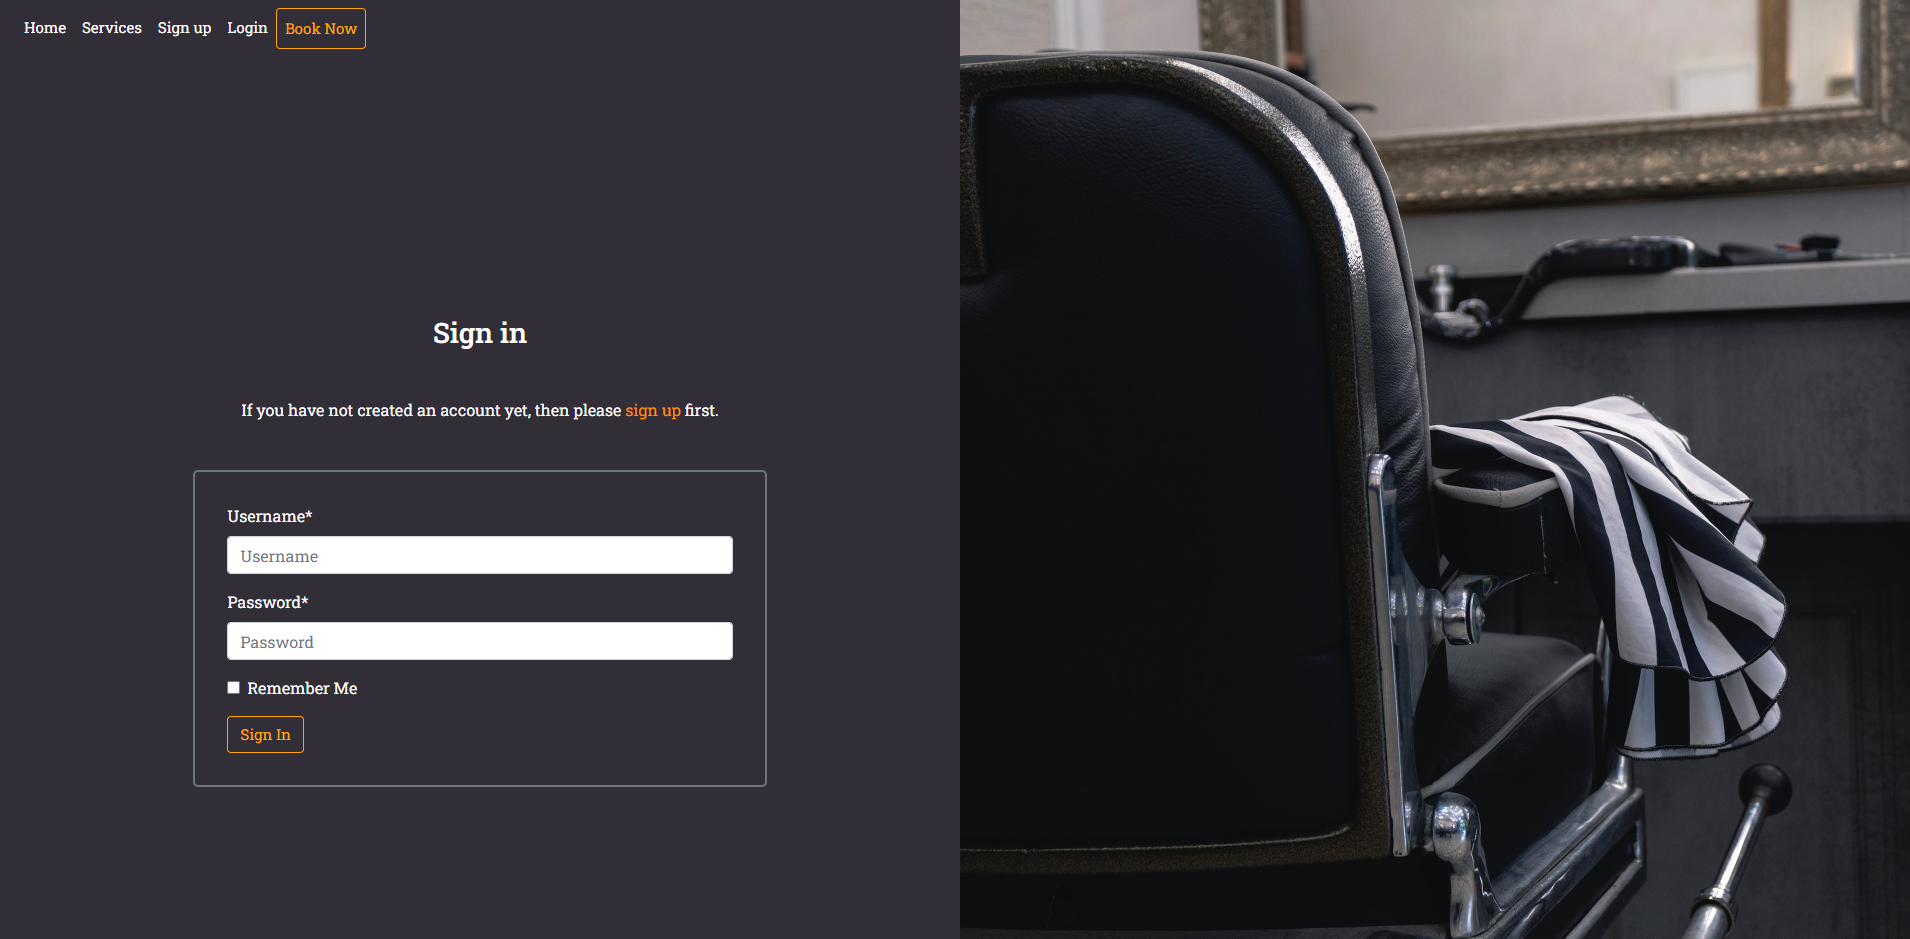 Home Services Sign up Login Book Now
Sign in
If you have not created an account yet, then please sign up first.
Username*
Username
Password*
Password
Remember Me
Sign In